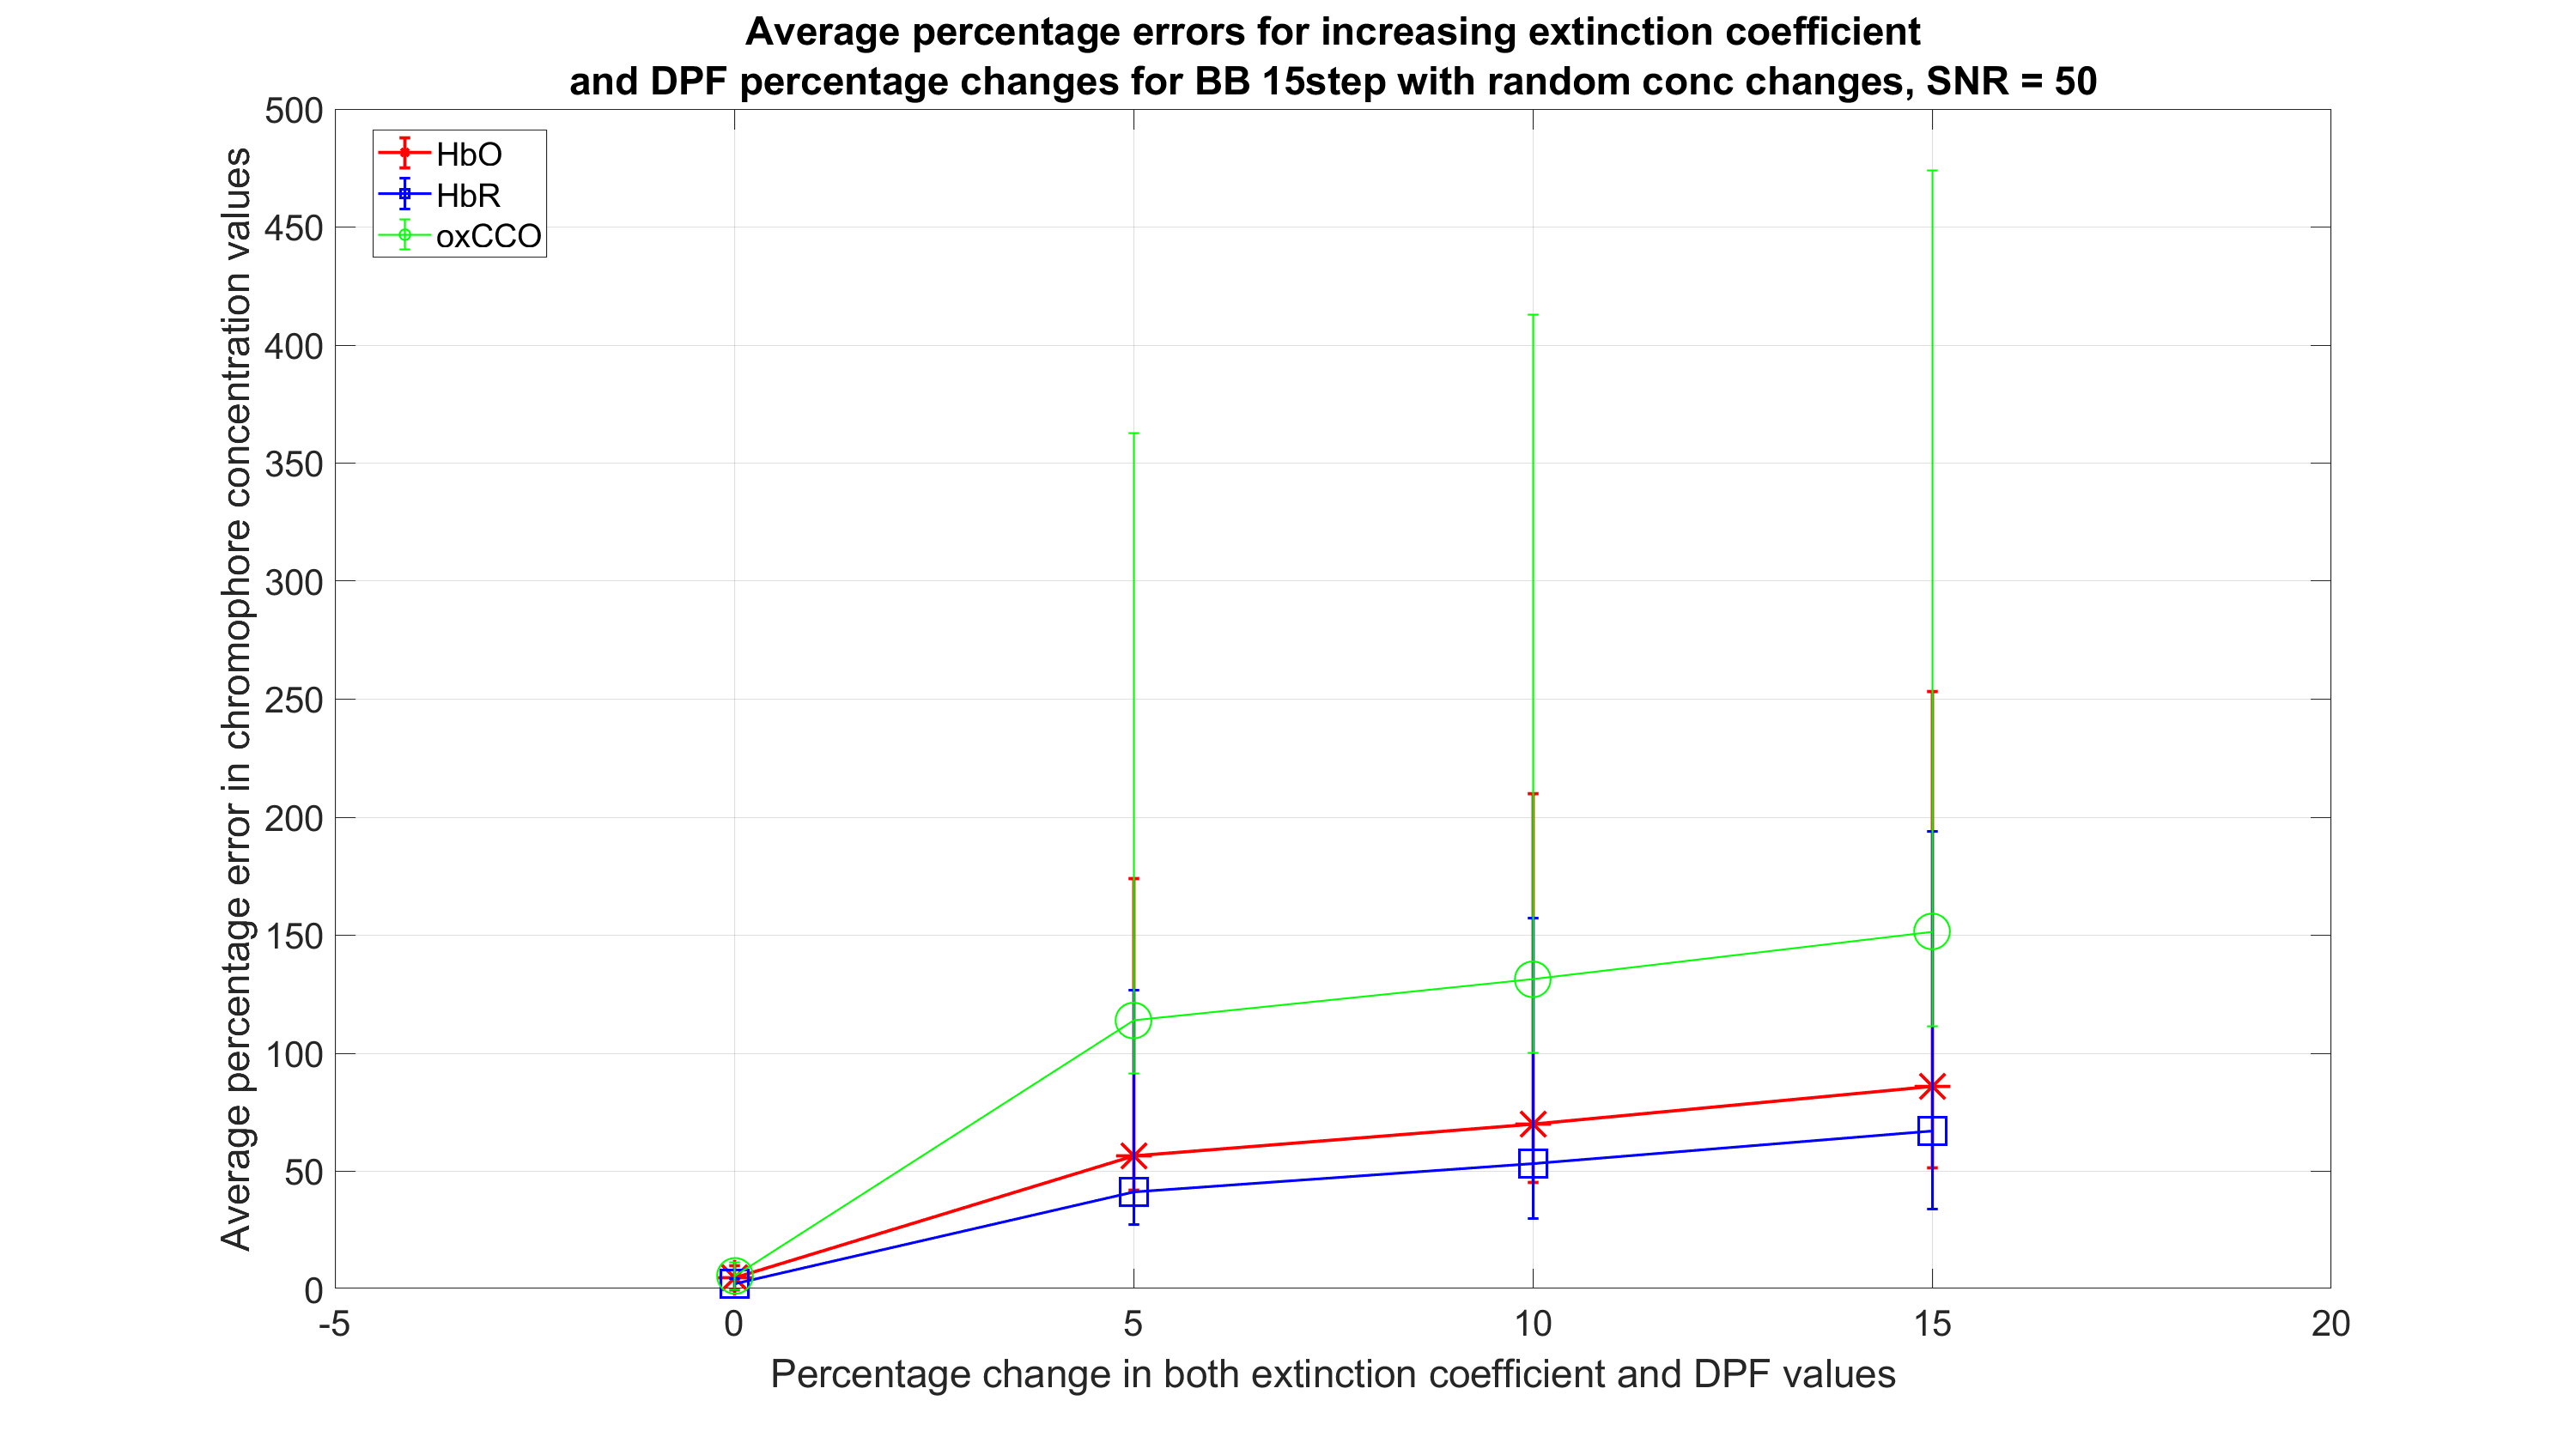 Average percentage errors for increasing extinction coefficient
and DPF percentage changes for BB 15step with random conc changes, SNR = 50
HbO
HbR
oxCCO
Average percentage error in chromophore concentration values
500
450
400
350
300
250
200
150
100
50
0
-5 0 5 10 15 20
Percentage change in both extinction coefficient and DPF values